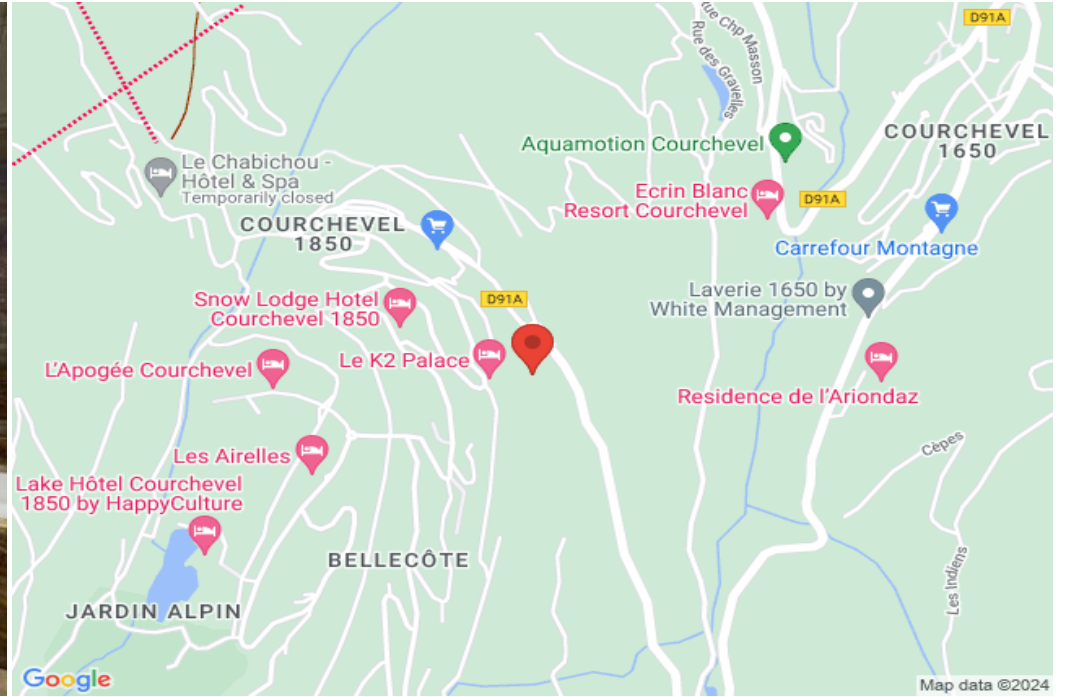 D91A
Rue Chp Masson
Rue des Gravelles
Aquamotion Courchevel
COURCHEVEL
1650
Le Chabichou -
Hôtel & Spa
Temporarily closed
Ecrin Blanc
Resort Courchevel
D91A
COURCHEVEL
1850
Carrefour Montagne
Snow Lodge Hotel
Courchevel 1850
D91A
Laverie 1650 by
White Management
L'Apogée Courchevel
Le K2 Palace
Residence de l'Ariondaz
Les Airelles
Cèpes
Lake Hôtel Courchevel
1850 by HappyCulture
BELLECÔTE
Les Indiens
JARDIN ALPIN
Google
Map data ©2024